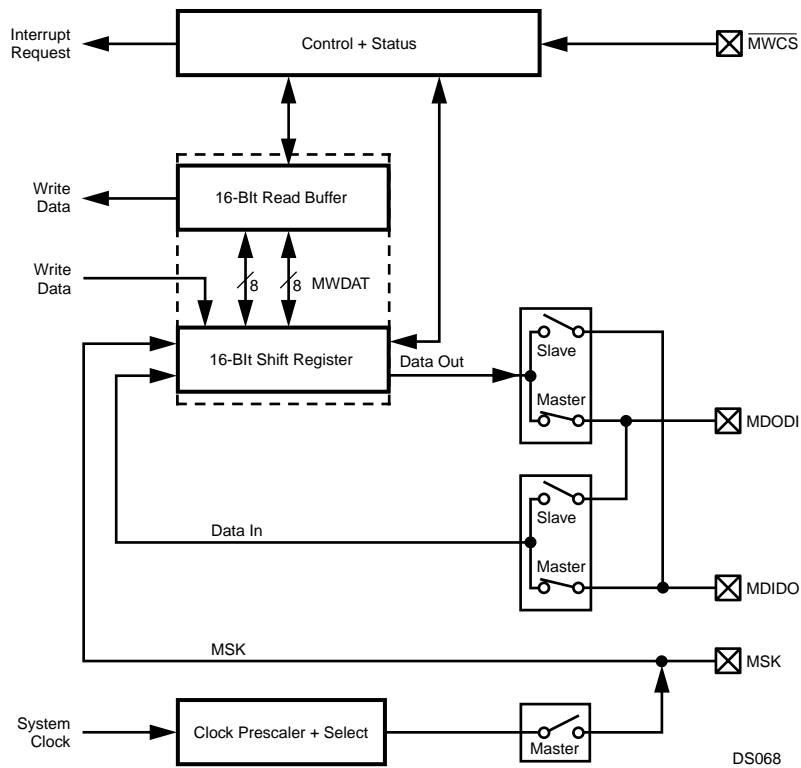 Interrupt
Request
Control + Status
MWCS
Write
Data
16-BIt Read Buffer
Write
Data
8
8
MWDAT
16-BIt Shift Register
Data Out
Slave
Master
MDODI
Slave
Data In
Master
MDIDO
MSK
MSK
System
Clock
Clock Prescaler + Select
Master
DS068